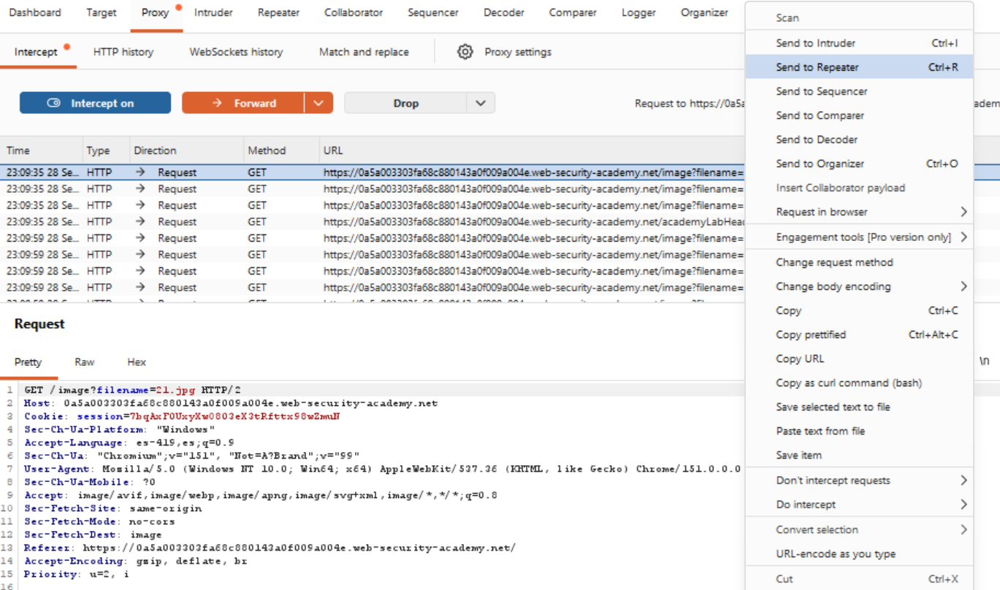 Dashboard Target Proxy Intruder Repeater Collaborator Sequencer Decoder Comparer Logger Organizer
Intercept HTTP history WebSockets history Match and replace Proxy settings
Intercept on Forward Drop Request to https://0a5a
Time Type Direction Method URL
23:09:35 28 Se... HTTP → Request GET https://0a5a003303fa68c880143a0f009a004e.web-security-academy.net/image?filename=
23:09:35 28 Se... HTTP → Request GET https://0a5a003303fa68c880143a0f009a004e.web-security-academy.net/image?filename=
23:09:35 28 Se... HTTP → Request GET https://0a5a003303fa68c880143a0f009a004e.web-security-academy.net/image?filename=
23:09:35 28 Se... HTTP → Request GET https://0a5a003303fa68c880143a0f009a004e.web-security-academy.net/academyLabHead
23:09:59 28 Se... HTTP → Request GET https://0a5a003303fa68c880143a0f009a004e.web-security-academy.net/image?filename=
23:09:59 28 Se... HTTP → Request GET https://0a5a003303fa68c880143a0f009a004e.web-security-academy.net/image?filename=
23:09:59 28 Se... HTTP → Request GET https://0a5a003303fa68c880143a0f009a004e.web-security-academy.net/image?filename=
23:09:59 28 Se... HTTP → Request GET https://0a5a003303fa68c880143a0f009a004e.web-security-academy.net/image?filename=
Request
Pretty Raw Hex
\n
1 GET /image?filename=21.jpg HTTP/2
2 Host: 0a5a003303fa68c880143a0f009a004e.web-security-academy.net
3 Cookie: session=7bqAxF0UxyXw0803eX3tRfttx98wZmuN
4 Sec-Ch-Ua-Platform: "Windows"
5 Accept-Language: es-419,es;q=0.9
6 Sec-Ch-Ua: "Chromium";v="151", "Not=A?Brand";v="99"
7 User-Agent: Mozilla/5.0 (Windows NT 10.0; Win64; x64) AppleWebKit/537.36 (KHTML, like Gecko) Chrome/151.0.0.0
8 Sec-Ch-Ua-Mobile: ?0
9 Accept: image/avif,image/webp,image/apng,image/svg+xml,image/*,*/*;q=0.8
10 Sec-Fetch-Site: same-origin
11 Sec-Fetch-Mode: no-cors
12 Sec-Fetch-Dest: image
13 Referer: https://0a5a003303fa68c880143a0f009a004e.web-security-academy.net/
14 Accept-Encoding: gzip, deflate, br
15 Priority: u=2, i
16
Scan
Send to Intruder Ctrl+I
Send to Repeater Ctrl+R
Send to Sequencer
Send to Comparer
Send to Decoder
Send to Organizer Ctrl+O
Insert Collaborator payload
Request in browser
Engagement tools [Pro version only]
Change request method
Change body encoding
Copy Ctrl+C
Copy prettified Ctrl+Alt+C
Copy URL
Copy as curl command (bash)
Save selected text to file
Paste text from file
Save item
Don't intercept requests
Do intercept
Convert selection
URL-encode as you type
Cut Ctrl+X